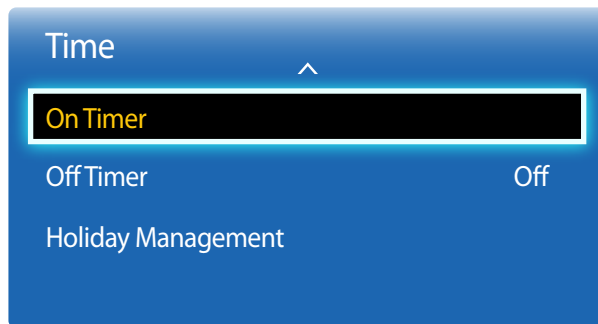 Time
On Timer
Off Timer Off
Holiday Management